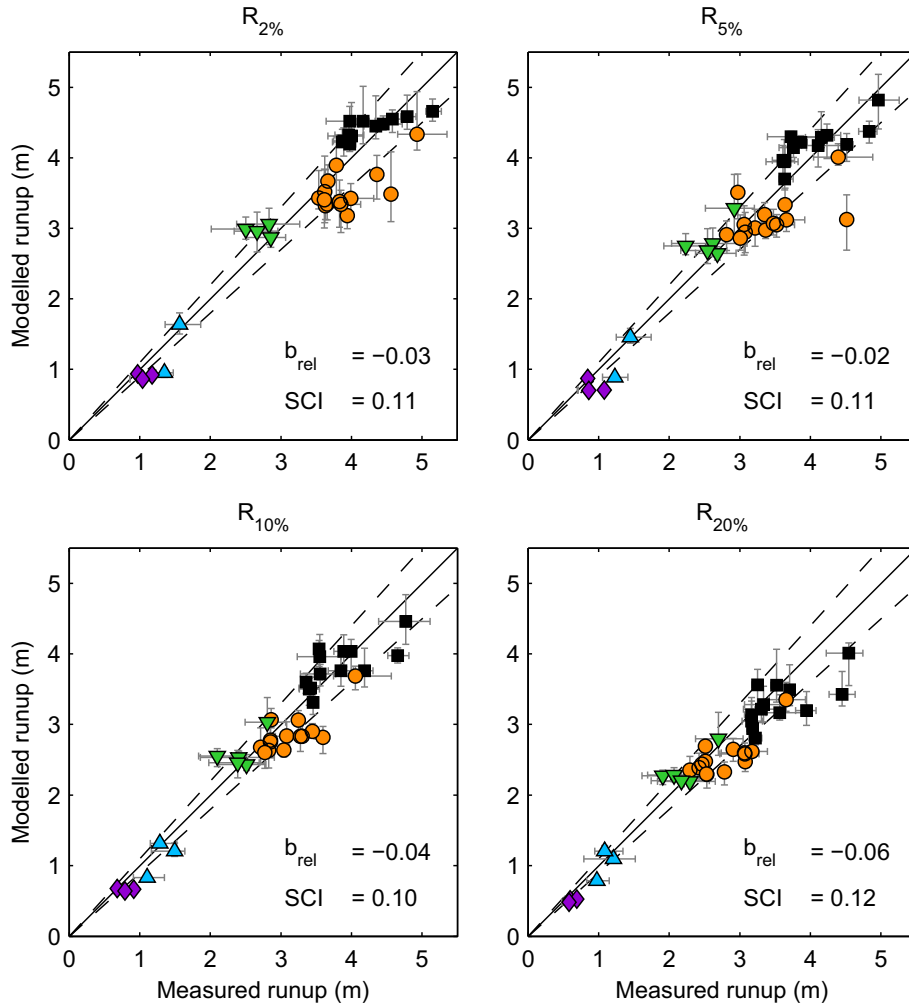 R2% R5%
5
4
3
2
1
0
0 1 2 3 4 5
Modelled runup (m)
b_rel = −0.03
SCI = 0.11
5
4
3
2
1
0
0 1 2 3 4 5
b_rel = −0.02
SCI = 0.11
R10% R20%
5
4
3
2
1
0
0 1 2 3 4 5
Modelled runup (m)
Measured runup (m)
b_rel = −0.04
SCI = 0.10
5
4
3
2
1
0
0 1 2 3 4 5
Measured runup (m)
b_rel = −0.06
SCI = 0.12